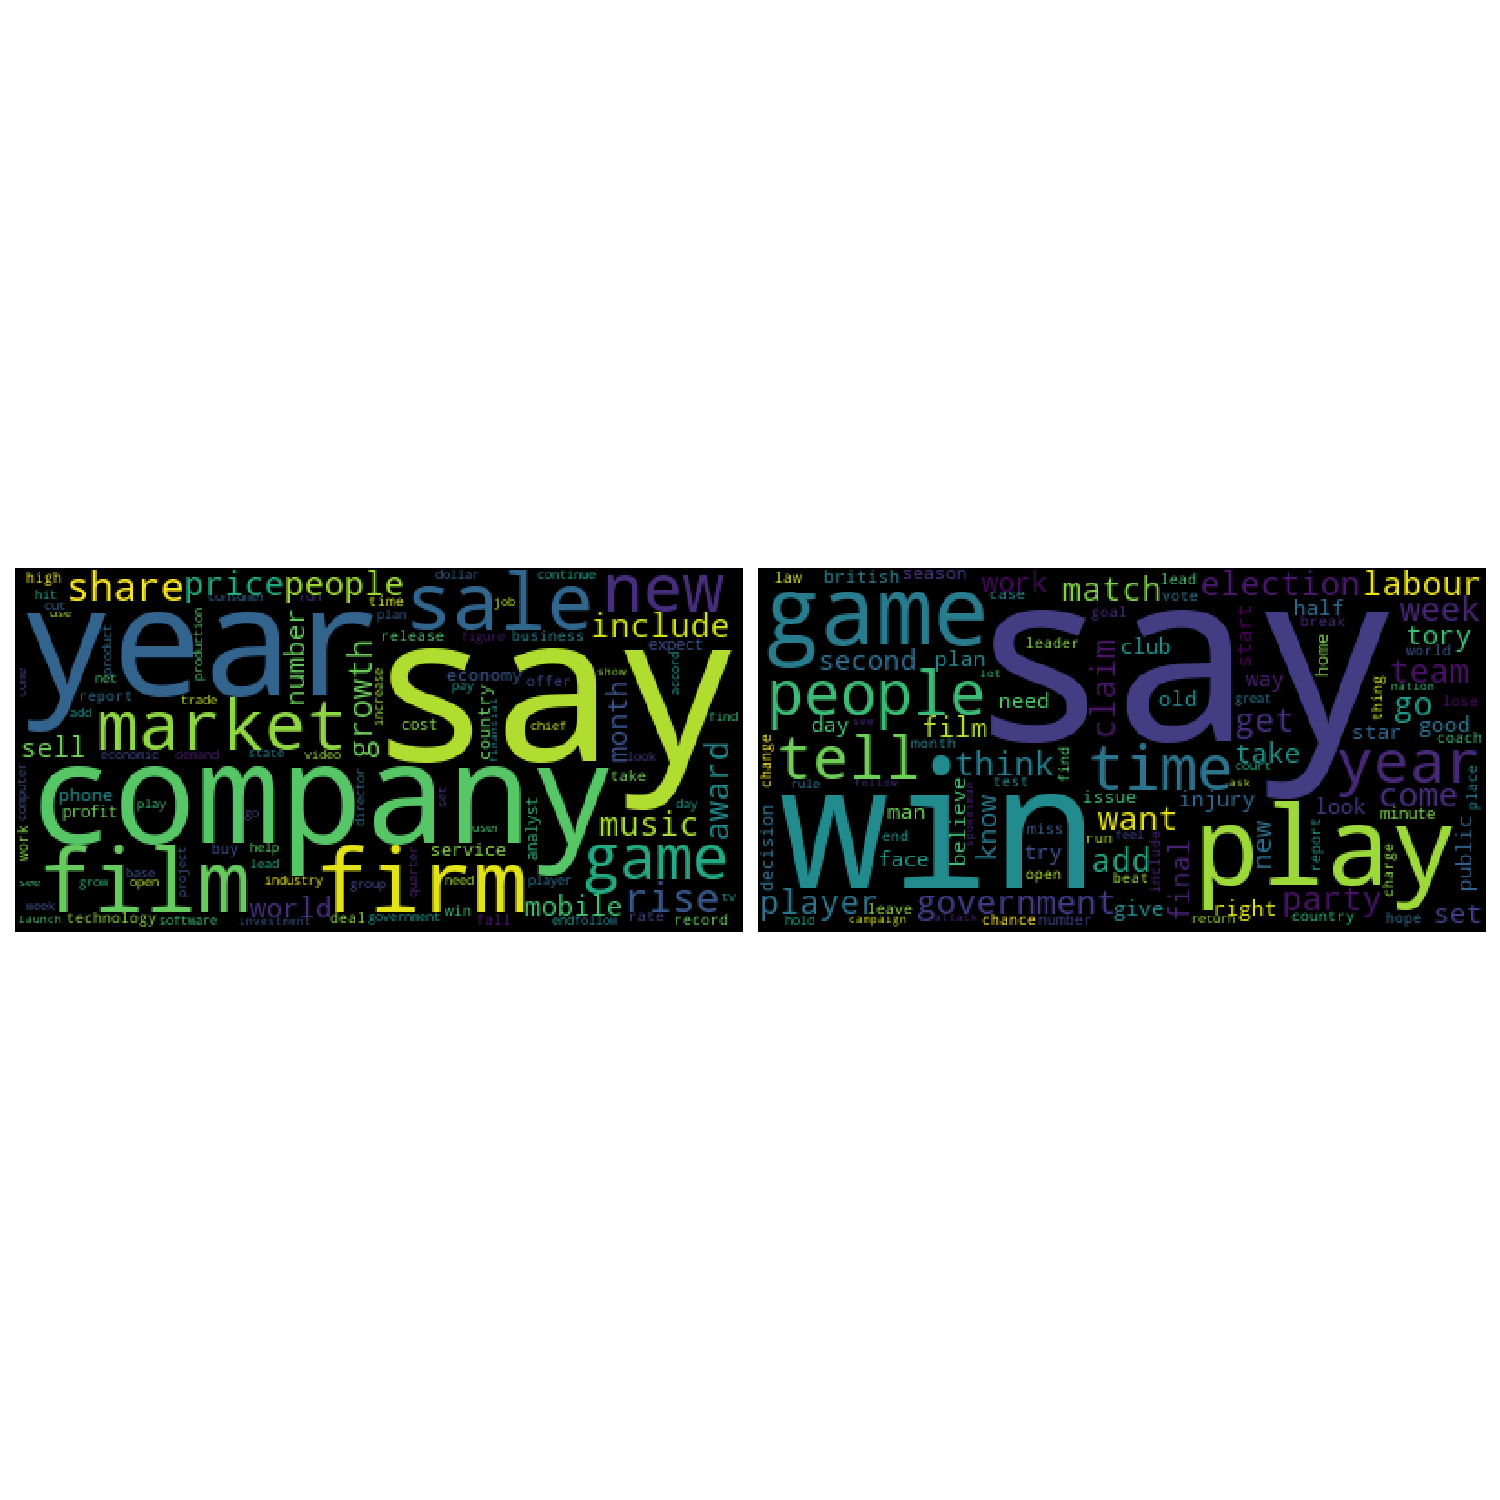 high share price people dollar continue new
hit consumer run time job sale
cut use year plan include
number release figure business expect
production product growth say show
come net report trade increase economy offer pay month accord
add market cost country chief find
sell economic demand state video financial look award
computer company take
phone profit play go director set user analyst day music
work buy help service game
film base lead firm
see grow open project industry quarter group need player rise tv
week world deal government win mobile rate
launch technology software investment fall end follow record
law british season work match lead election labour
game case goal vote say half week
second plan leader club claim start break home tory world
people lot need old way great team
day see film get thing nation go lose
change tell month think find test time take star good coach
rule follow court ask year
win man issue injury look come place
end miss want new minute
decision face believe know try run feel play report public
spokesman open add beat include charge
player leave government give final right party set
hold campaign attack chance number return country hope